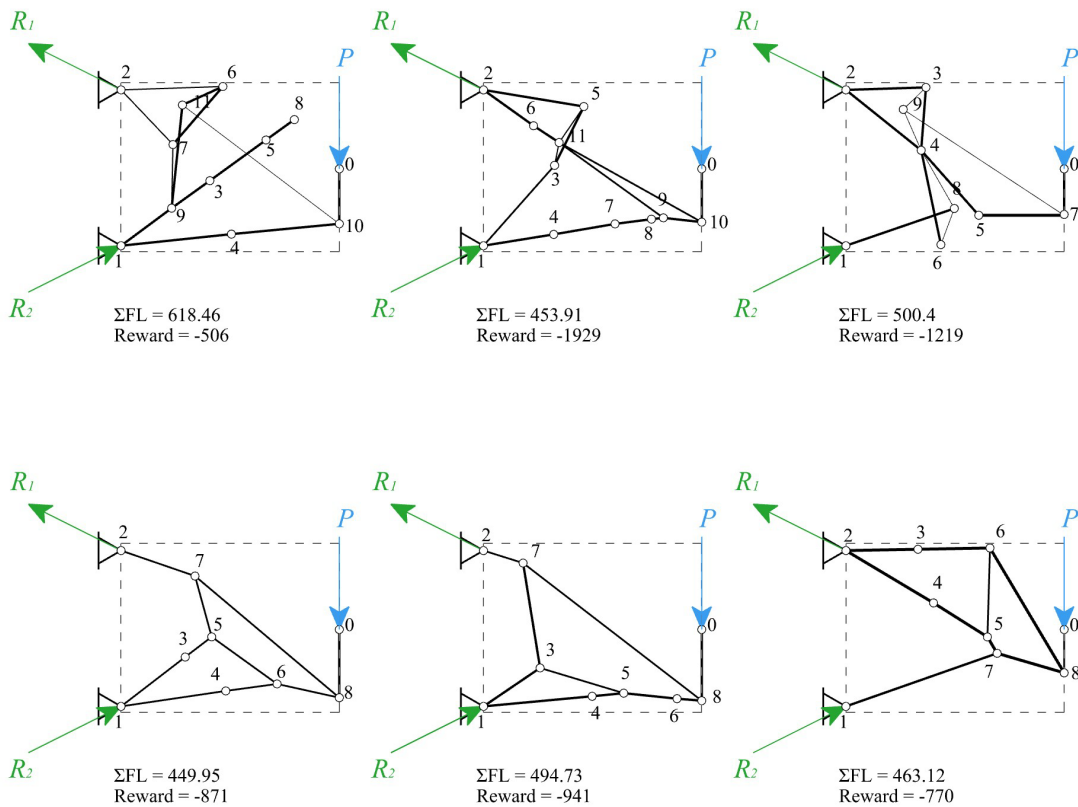 R₁
P
2
6
11
8
7
5
0
3
9
10
4
1
R₂
ΣFL = 618.46
Reward = -506
R₁
P
2
5
6
11
0
3
9
7
4
8
10
1
R₂
ΣFL = 453.91
Reward = -1929
R₁
P
2
3
9
4
0
8
7
5
1
6
R₂
ΣFL = 500.4
Reward = -1219
R₁
P
2
7
0
5
3
4
6
8
1
R₂
ΣFL = 449.95
Reward = -871
R₁
P
2
7
0
3
5
8
4
6
1
R₂
ΣFL = 494.73
Reward = -941
R₁
P
2
3
6
4
5
0
7
8
1
R₂
ΣFL = 463.12
Reward = -770